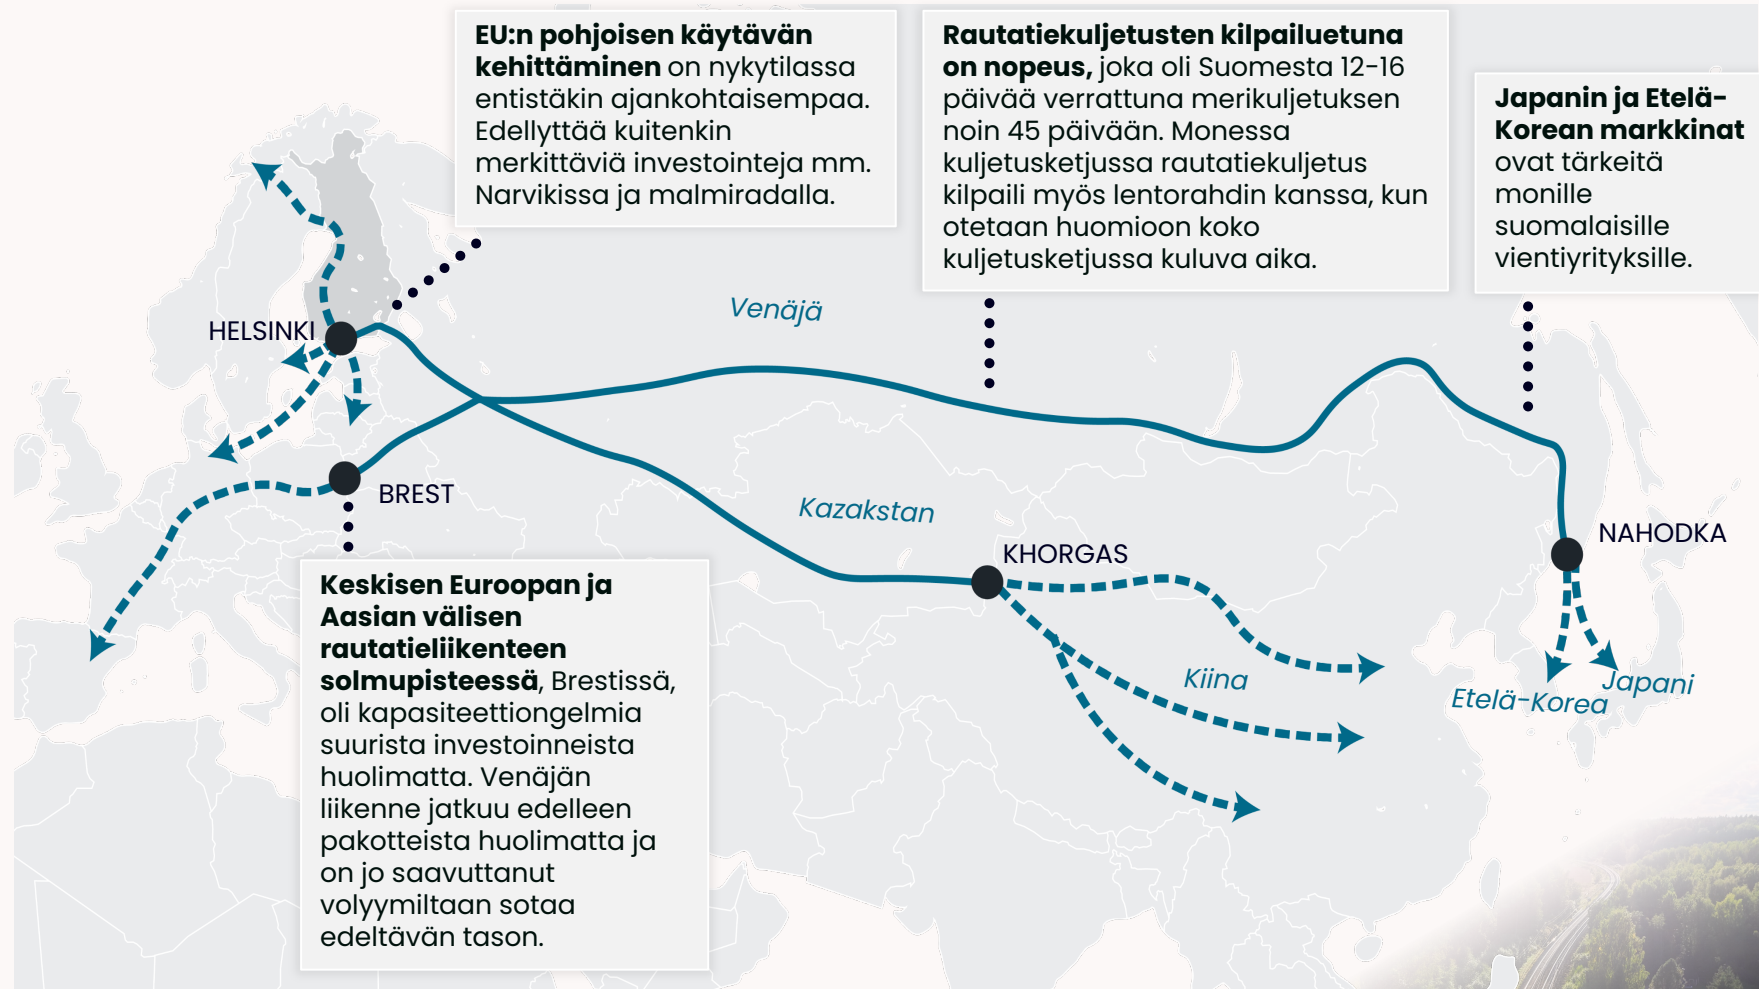 EU:n pohjoisen käytävän
kehittäminen on nykytilassa
entistäkin ajankohtaisempaa.
Edellyttää kuitenkin
merkittäviä investointeja mm.
Narvikissa ja malmiradalla.
Rautatiekuljetusten kilpailuetuna
on nopeus, joka oli Suomesta 12-16
päivää verrattuna merikuljetuksen
noin 45 päivään. Monessa
kuljetusketjussa rautatiekuljetus
kilpaili myös lentorahdin kanssa, kun
otetaan huomioon koko
kuljetusketjussa kuluva aika.
Japanin ja Etelä-
Korean markkinat
ovat tärkeitä
monille
suomalaisille
vientiyrityksille.
Venäjä
HELSINKI
BREST
Kazakstan
KHORGAS
NAHODKA
Kiina
Etelä-Korea
Japani
Keskisen Euroopan ja
Aasian välisen
rautatieliikenteen
solmupisteessä, Brestissä,
oli kapasiteettiongelmia
suurista investoinneista
huolimatta. Venäjän
liikenne jatkuu edelleen
pakotteista huolimatta ja
on jo saavuttanut
volyymiltaan sotaa
edeltävän tason.